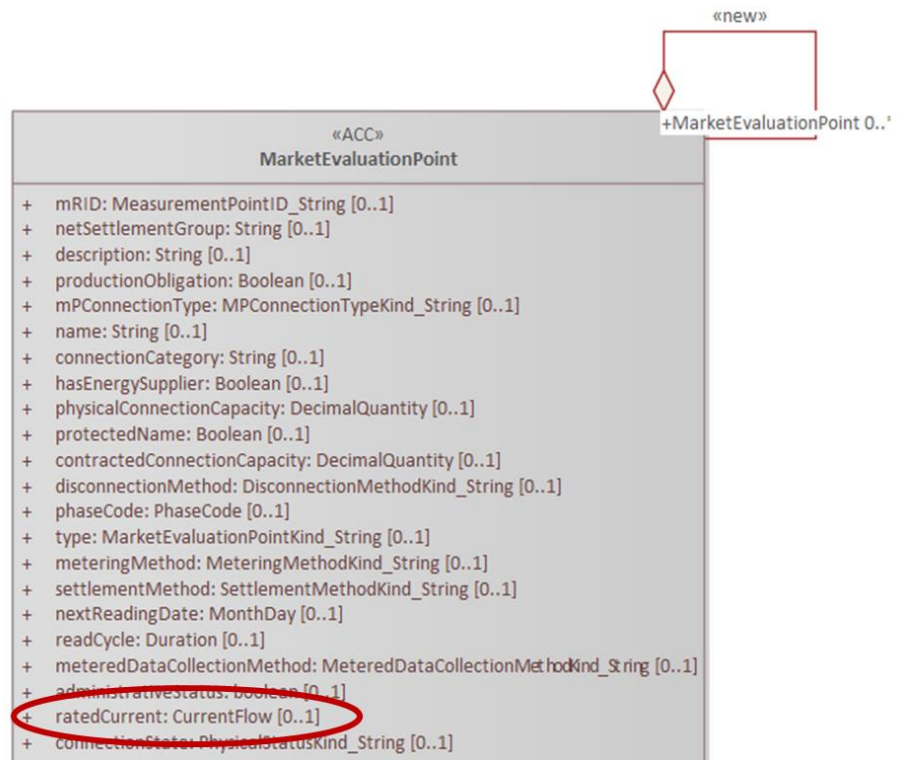 «new»
+MarketEvaluationPoint 0..*
«ACC»
MarketEvaluationPoint
+ mRID: MeasurementPointID_String [0..1]
+ netSettlementGroup: String [0..1]
+ description: String [0..1]
+ productionObligation: Boolean [0..1]
+ mPConnectionType: MPConnectionTypeKind_String [0..1]
+ name: String [0..1]
+ connectionCategory: String [0..1]
+ hasEnergySupplier: Boolean [0..1]
+ physicalConnectionCapacity: DecimalQuantity [0..1]
+ protectedName: Boolean [0..1]
+ contractedConnectionCapacity: DecimalQuantity [0..1]
+ disconnectionMethod: DisconnectionMethodKind_String [0..1]
+ phaseCode: PhaseCode [0..1]
+ type: MarketEvaluationPointKind_String [0..1]
+ meteringMethod: MeteringMethodKind_String [0..1]
+ settlementMethod: SettlementMethodKind_String [0..1]
+ nextReadingDate: MonthDay [0..1]
+ readCycle: Duration [0..1]
+ meteredDataCollectionMethod: MeteredDataCollectionMethodKind_String [0..1]
+ administrativeStatus: boolean [0..1]
+ ratedCurrent: CurrentFlow [0..1]
+ connectionState: PhysicalStatusKind_String [0..1]